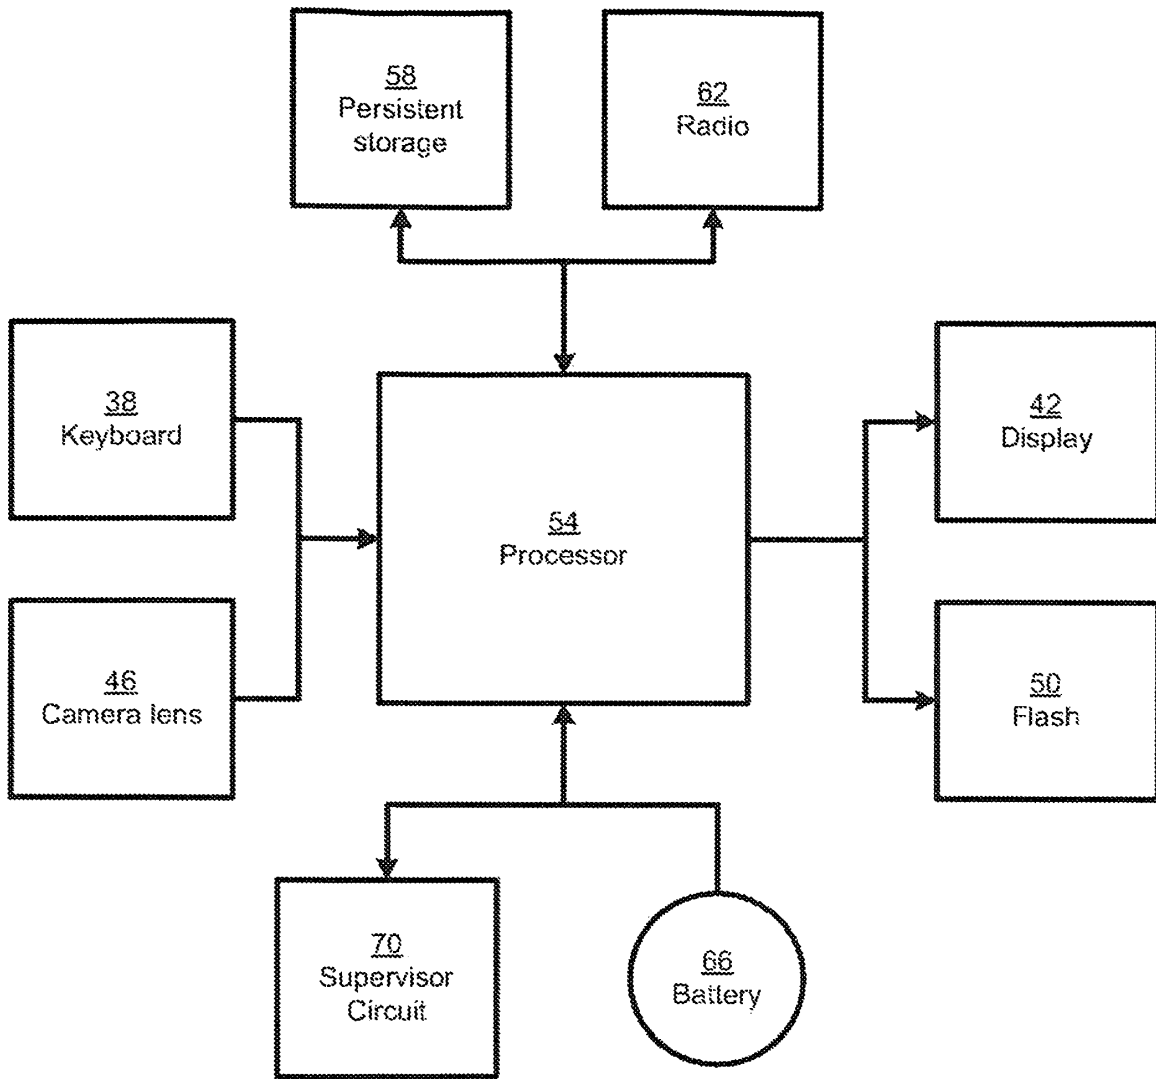 58
Persistent
storage
62
Radio
38
Keyboard
54
Processor
42
Display
46
Camera lens
50
Flash
70
Supervisor
Circuit
66
Battery